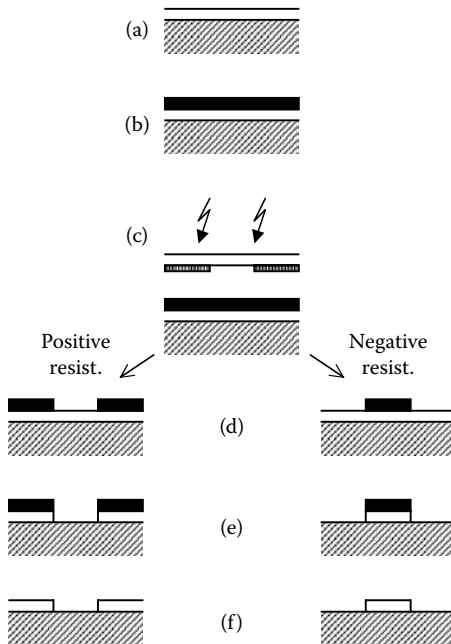 (a)
(b)
(c)
Positive
resist.
Negative
resist.
(d)
(e)
(f)